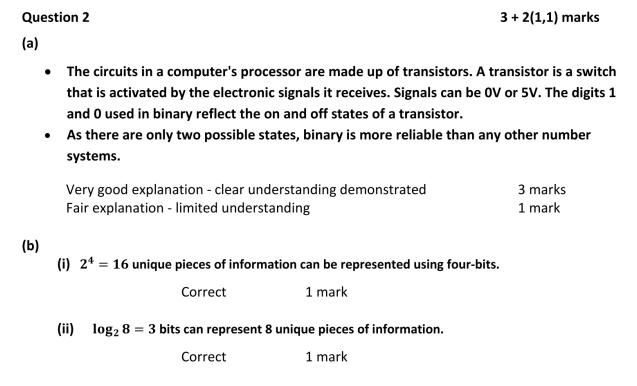 Question 2 3 + 2(1,1) marks
(a)
• The circuits in a computer's processor are made up of transistors. A transistor is a switch
that is activated by the electronic signals it receives. Signals can be 0V or 5V. The digits 1
and 0 used in binary reflect the on and off states of a transistor.
• As there are only two possible states, binary is more reliable than any other number
systems.
Very good explanation - clear understanding demonstrated 3 marks
Fair explanation - limited understanding 1 mark
(b)
(i) 2⁴ = 16 unique pieces of information can be represented using four-bits.
Correct 1 mark
(ii) log₂ 8 = 3 bits can represent 8 unique pieces of information.
Correct 1 mark